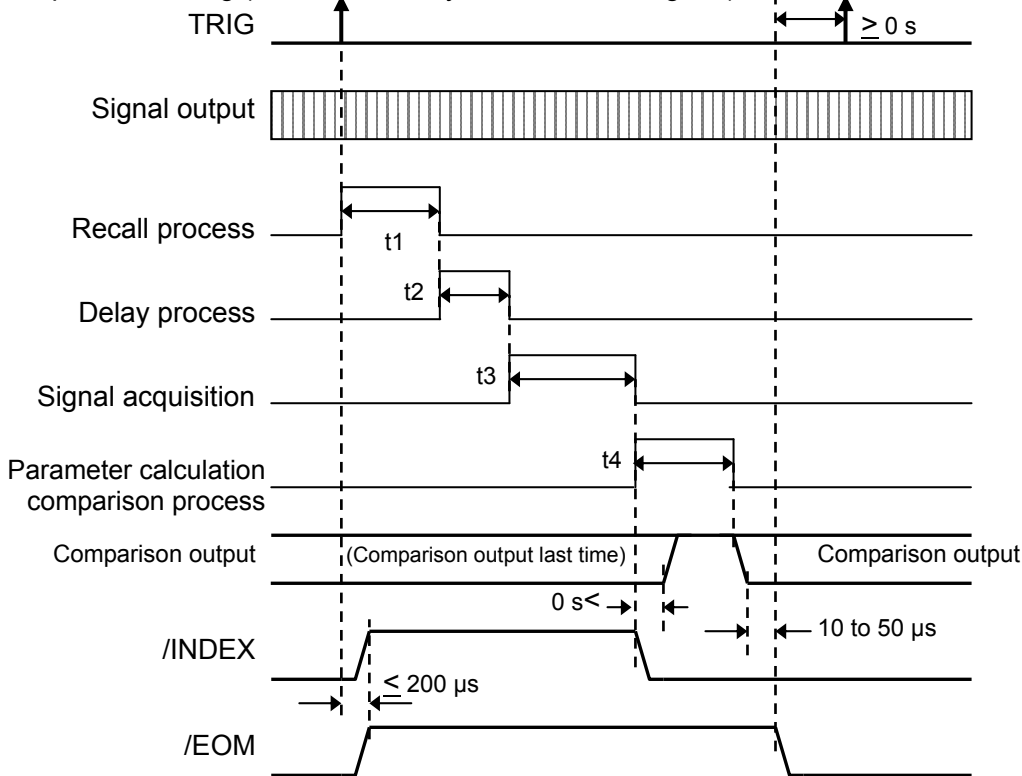 TRIG
≥ 0 s
Signal output
Recall process
t1
Delay process
t2
Signal acquisition
t3
Parameter calculation
comparison process
t4
Comparison output
(Comparison output last time)
Comparison output
0 s<
10 to 50 µs
/INDEX
≤ 200 µs
/EOM